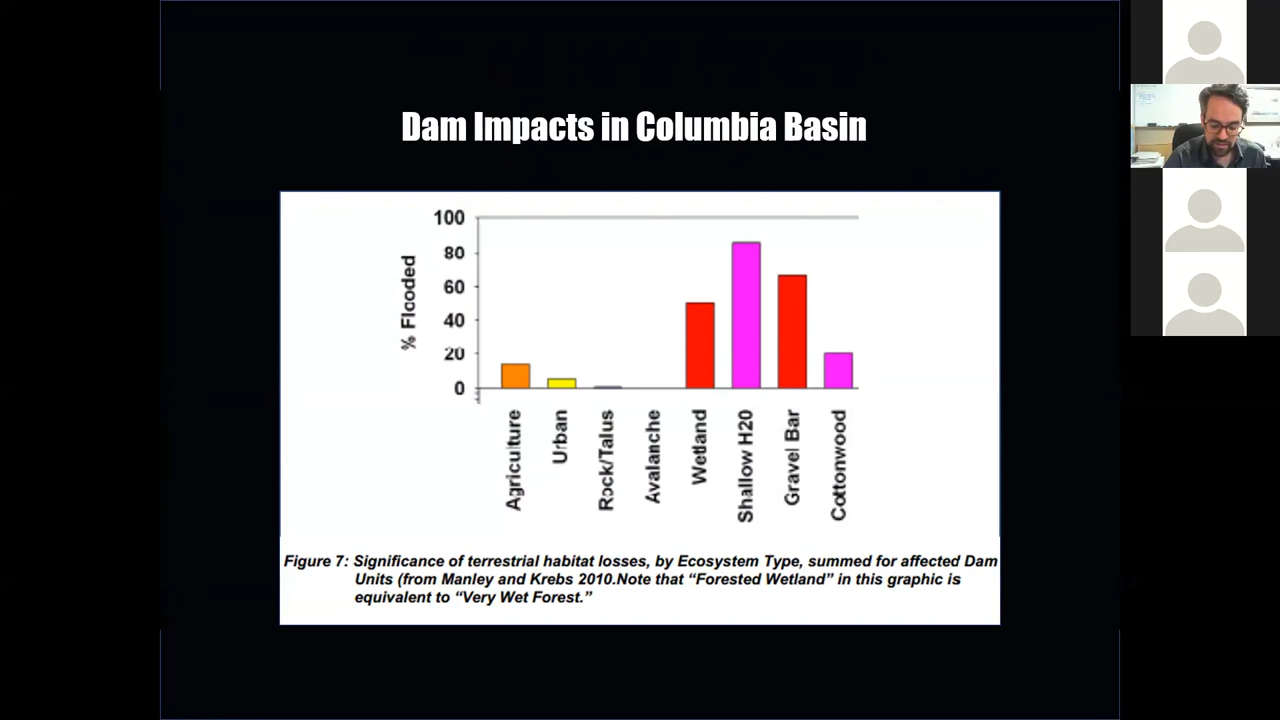 Dam Impacts in Columbia Basin
% Flooded
100
80
60
40
20
0
Agriculture
Urban
Rock/Talus
Avalanche
Wetland
Shallow H20
Gravel Bar
Cottonwood
Figure 7: Significance of terrestrial habitat losses, by Ecosystem Type, summed for affected Dam
Units (from Manley and Krebs 2010.Note that “Forested Wetland” in this graphic is
equivalent to “Very Wet Forest.”